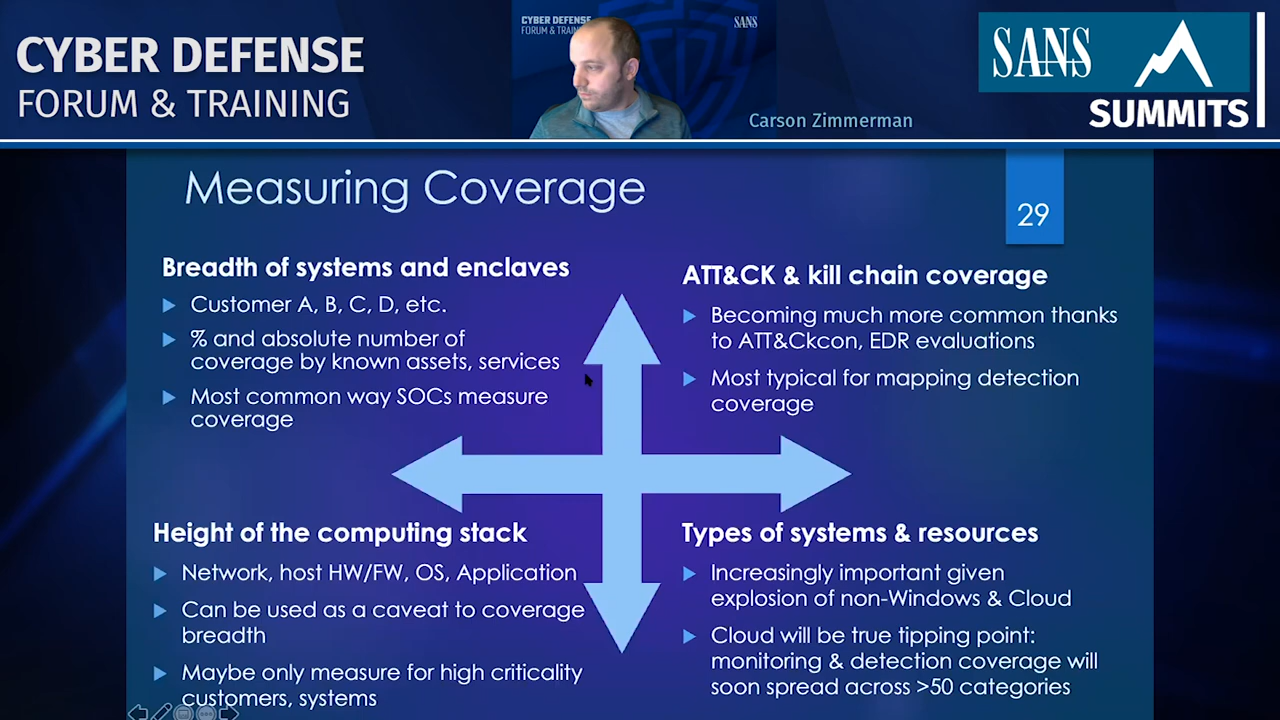 CYBER DEFENSE
FORUM & TRAINING
CYBER DEFENSE
FORUM & TRAIN
SANS
Carson Zimmerman
SANS
SUMMITS
Measuring Coverage
29
Breadth of systems and enclaves
Customer A, B, C, D, etc.
% and absolute number of
coverage by known assets, services
Most common way SOCs measure
coverage
ATT&CK & kill chain coverage
Becoming much more common thanks
to ATT&Ckcon, EDR evaluations
Most typical for mapping detection
coverage
Height of the computing stack
Network, host HW/FW, OS, Application
Can be used as a caveat to coverage
breadth
Maybe only measure for high criticality
customers, systems
Types of systems & resources
Increasingly important given
explosion of non-Windows & Cloud
Cloud will be true tipping point:
monitoring & detection coverage will
soon spread across >50 categories